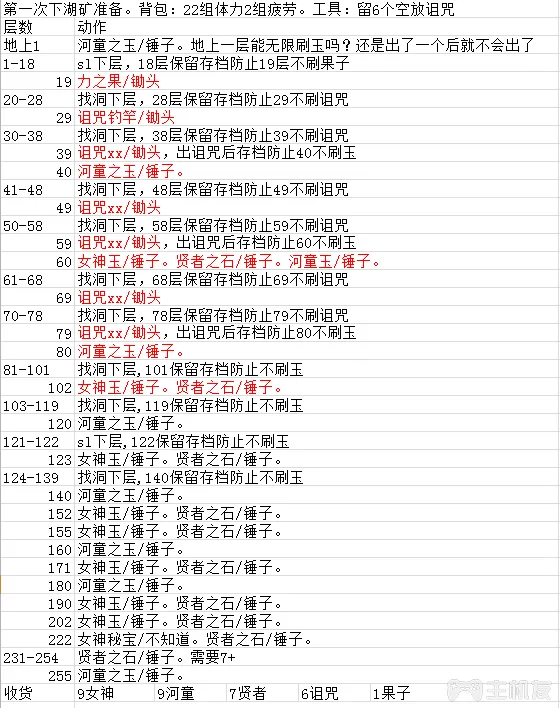 第一次下湖矿准备。背包：22组体力2组疲劳。工具：留6个空放诅咒
层数 动作
地上1 河童之玉/锤子。地上一层能无限刷玉吗？还是出了一个后就不会出了
1-18 sl下层，18层保留存档防止19层不刷果子
19 力之果/锄头
20-28 找洞下层，28层保留存档防止29不刷诅咒
29 诅咒钓竿/锄头
30-38 找洞下层，38层保留存档防止39不刷诅咒
39 诅咒xx/锄头，出诅咒后存档防止40不刷玉
40 河童之玉/锤子。
41-48 找洞下层，48层保留存档防止49不刷诅咒
49 诅咒xx/锄头
50-58 找洞下层，58层保留存档防止59不刷诅咒
59 诅咒xx/锄头，出诅咒后存档防止60不刷玉
60 女神玉/锤子。贤者之石/锤子。河童玉/锤子。
61-68 找洞下层，68层保留存档防止69不刷诅咒
69 诅咒xx/锄头
70-78 找洞下层，78层保留存档防止79不刷诅咒
79 诅咒xx/锄头，出诅咒后存档防止80不刷玉
80 河童之玉/锤子。
81-101 找洞下层,101保留存档防止不刷玉
102 女神玉/锤子。贤者之石/锤子。
103-119 找洞下层,119保留存档防止不刷玉
120 河童之玉/锤子。
121-122 sl下层,122保留存档防止不刷玉
123 女神玉/锤子。贤者之石/锤子。
124-139 找洞下层,140保留存档防止不刷玉
140 河童之玉/锤子。
152 女神玉/锤子。贤者之石/锤子。
155 女神玉/锤子。贤者之石/锤子。
160 河童之玉/锤子。
171 女神玉/锤子。贤者之石/锤子。
180 河童之玉/锤子。
190 女神玉/锤子。贤者之石/锤子。
202 女神玉/锤子。贤者之石/锤子。
222 女神秘宝/不知道。贤者之石/锤子。
231-254 贤者之石/锤子。需要7+
255 河童之玉/锤子。
收货 9女神 9河童 7贤者 6诅咒 1果子
主机友